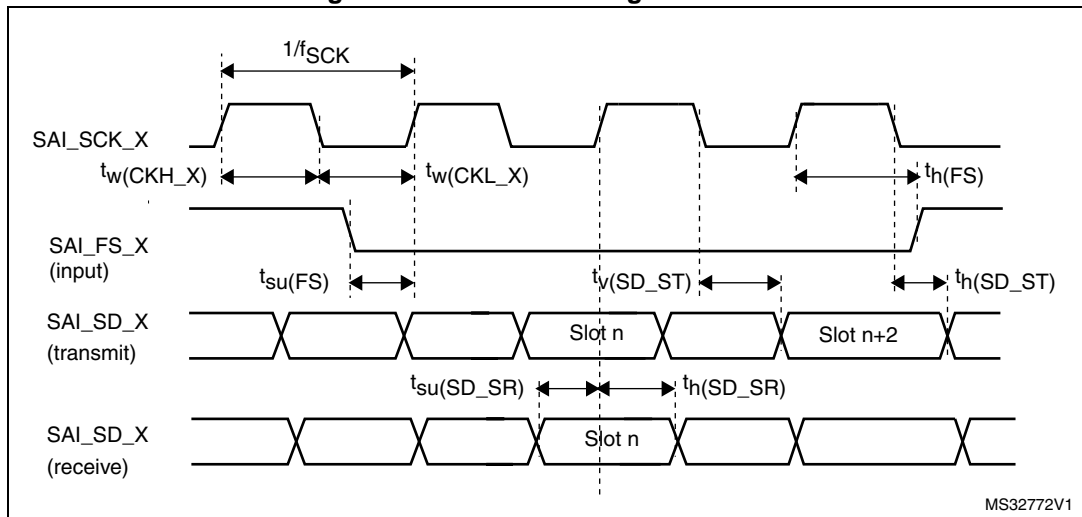 1/fSCK
SAI_SCK_X
tw(CKH_X)
tw(CKL_X)
th(FS)
SAI_FS_X
(input)
tsu(FS)
tv(SD_ST)
th(SD_ST)
SAI_SD_X
(transmit)
Slot n
Slot n+2
tsu(SD_SR)
th(SD_SR)
SAI_SD_X
(receive)
Slot n
MS32772V1